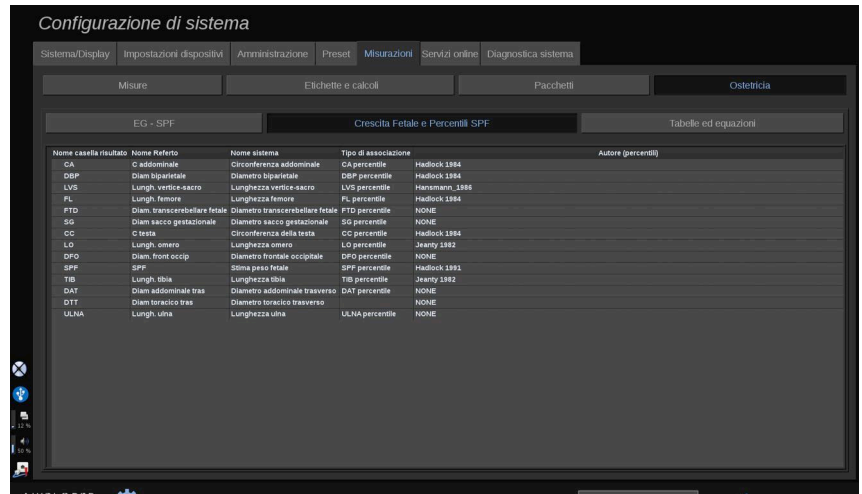 Configurazione di sistema
Sistema/Display Impostazioni dispositivi Amministrazione Preset Misurazioni Servizi online Diagnostica sistema
Misure Etichette e calcoli Pacchetti Ostetricia
EG - SPF Crescita Fetale e Percentili SPF Tabelle ed equazioni
Nome casella risultato Nome Referto Nome sistema Tipo di associazione Autore (percentili)
CA C addominale Circonferenza addominale CA percentile Hadlock 1984
DBP Diam biparietale Diametro biparietale DBP percentile Hadlock 1984
LVS Lungh. vertice-sacro Lunghezza vertice-sacro LVS percentile Hansmann_1986
FL Lungh. femore Lunghezza femore FL percentile Hadlock 1984
FTD Diam. transcerebellare fetale Diametro transcerebellare fetale FTD percentile NONE
SG Diam sacco gestazionale Diametro sacco gestazionale SG percentile NONE
CC C testa Circonferenza della testa CC percentile Hadlock 1984
LO Lungh. omero Lunghezza omero LO percentile Jeanty 1982
DFO Diam. front occip Diametro frontale occipitale DFO percentile NONE
SPF SPF Stima peso fetale SPF percentile Hadlock 1991
TIB Lungh. tibia Lunghezza tibia TIB percentile Jeanty 1982
DAT Diam addominale tras Diametro addominale trasverso DAT percentile NONE
DTT Diam toracico tras Diametro toracico trasverso NONE
ULNA Lungh. ulna Lunghezza ulna ULNA percentile NONE
12 %
50 %